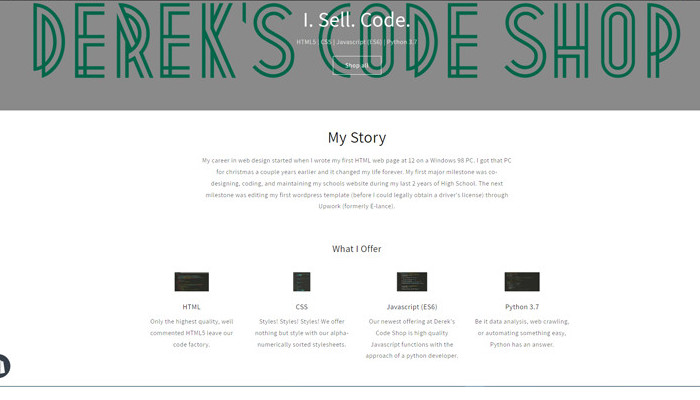 DEREK'S CODE SHOP
I. Sell. Code.
HTML5 | CSS | Javascript (ES6) | Python 3.7
Shop all
My Story
My career in web design started when I wrote my first HTML web page at 12 on a Windows 98 PC. I got that PC
for christmas a couple years earlier and it changed my life forever. My first major milestone was co-
designing, coding, and maintaining my schools website during my last 2 years of High School. The next
milestone was editing my first wordpress template (before I could legally obtain a driver's license) through
Upwork (formerly E-lance).
What I Offer
HTML CSS Javascript (ES6) Python 3.7
Only the highest quality, well
commented HTML5 leave our
code factory.
Styles! Styles! Styles! We offer
nothing but style with our alpha-
numerically sorted stylesheets.
Our newest offering at Derek's
Code Shop is high quality
Javascript functions with the
approach of a python developer.
Be it data analysis, web crawling,
or automating something easy,
Python has an answer.